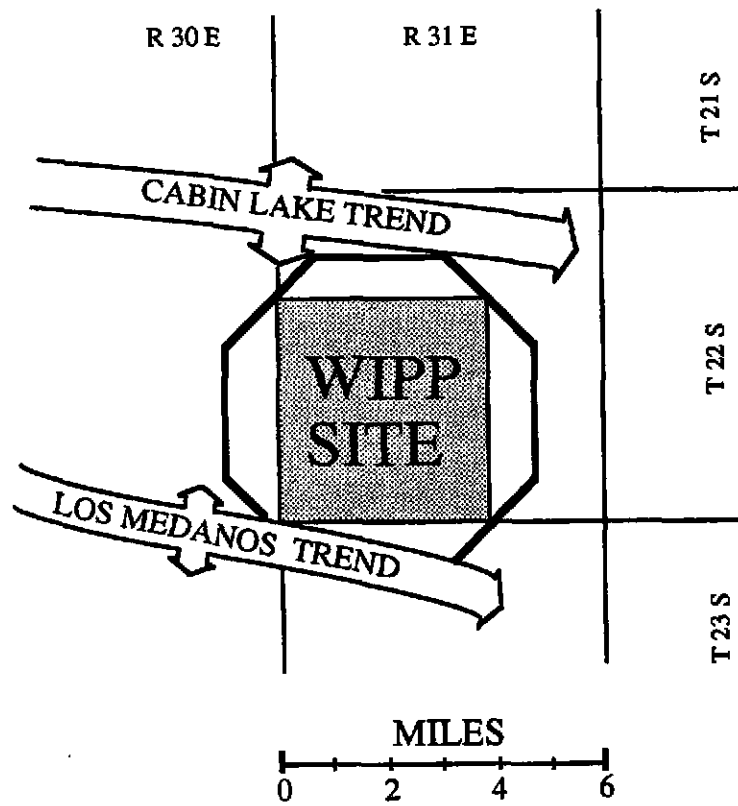 R 30 E
R 31 E
T 21 S
CABIN LAKE TREND
T 22 S
WIPP
SITE
LOS MEDANOS TREND
T 23 S
MILES
0 2 4 6